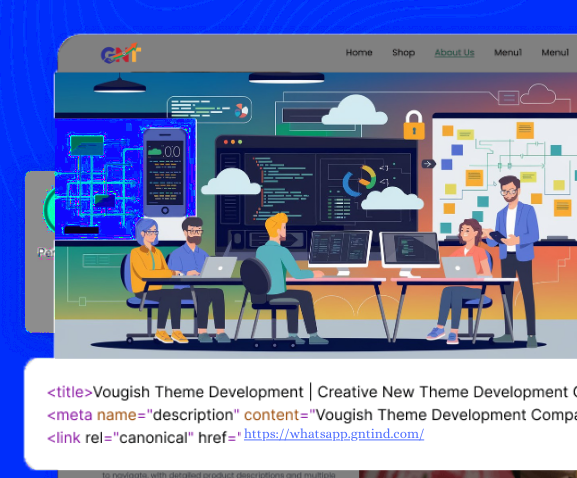 GNT
Home Shop About Us Menu1 Menu1
<title>Vougish Theme Development | Creative New Theme Development
<meta name="description" content="Vougish Theme Development Compa
<link rel="canonical" href=" https://whatsapp.gntind.com/
to navigate, with detailed product descriptions and multiple